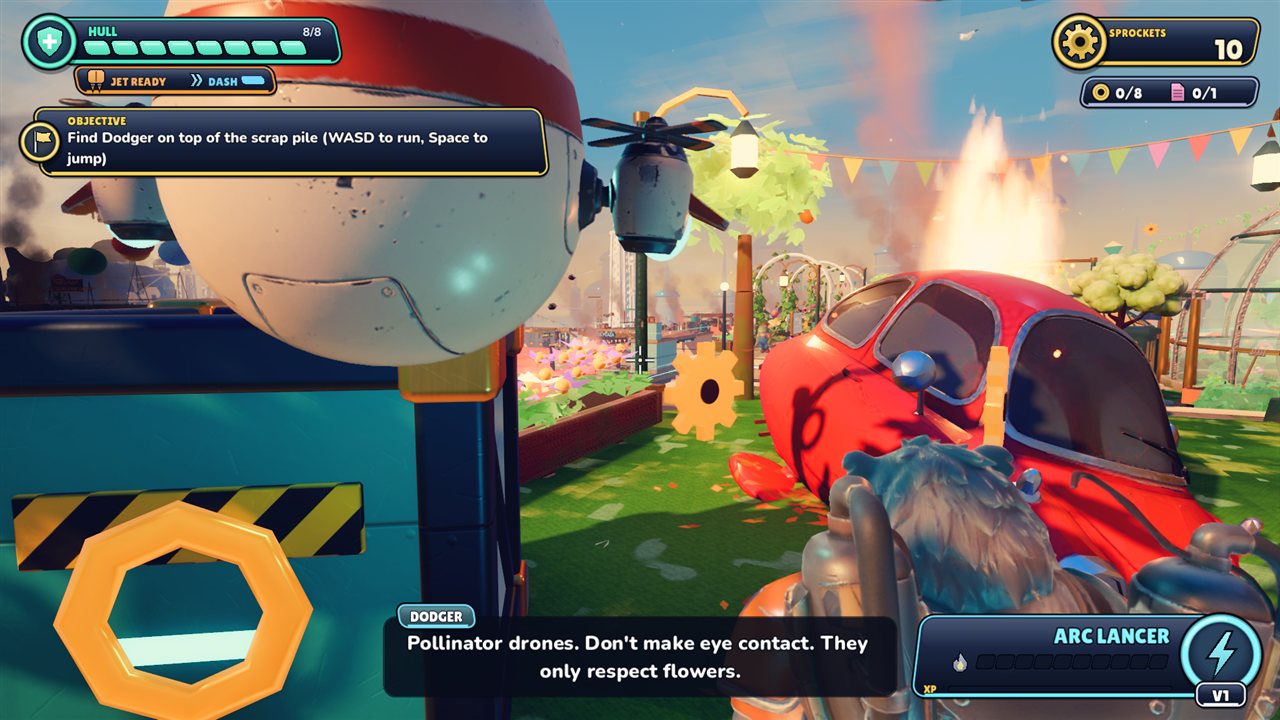 HULL
8/8
JET READY
DASH
OBJECTIVE
Find Dodger on top of the scrap pile (WASD to run, Space to
jump)
SPROCKETS
10
0/8
0/1
DODGER
Pollinator drones. Don't make eye contact. They
only respect flowers.
ARC LANCER
XP
V1